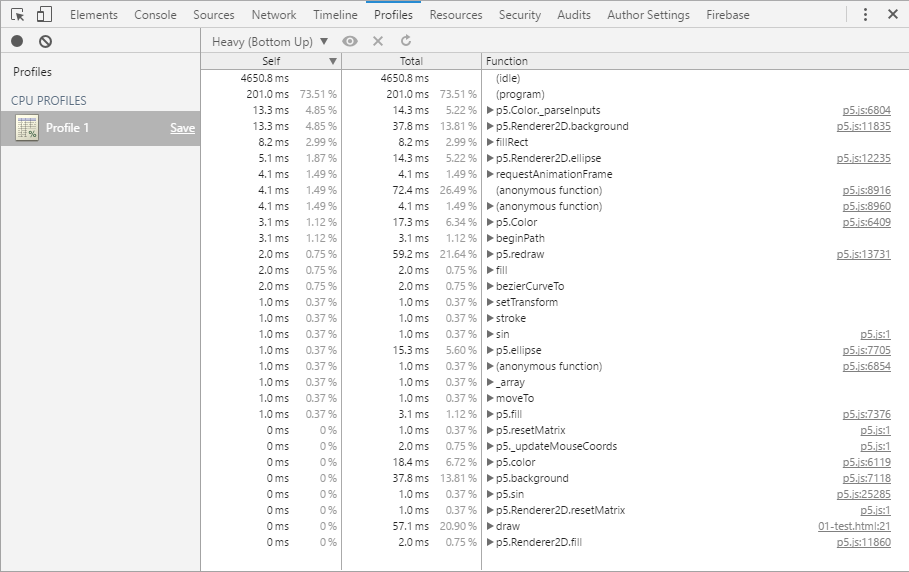 Elements Console Sources Network Timeline Profiles Resources Security Audits Author Settings Firebase
Heavy (Bottom Up) ▼
Profiles
CPU PROFILES
Profile 1 Save
Self ▼ Total Function
4650.8 ms 4650.8 ms (idle)
201.0 ms 73.51 % 201.0 ms 73.51 % (program)
13.3 ms 4.85 % 14.3 ms 5.22 % ▶ p5.Color._parseInputs p5.js:6804
13.3 ms 4.85 % 37.8 ms 13.81 % ▶ p5.Renderer2D.background p5.js:11835
8.2 ms 2.99 % 8.2 ms 2.99 % ▶ fillRect
5.1 ms 1.87 % 14.3 ms 5.22 % ▶ p5.Renderer2D.ellipse p5.js:12235
4.1 ms 1.49 % 4.1 ms 1.49 % ▶ requestAnimationFrame
4.1 ms 1.49 % 72.4 ms 26.49 % (anonymous function) p5.js:8916
4.1 ms 1.49 % 4.1 ms 1.49 % ▶ (anonymous function) p5.js:8960
3.1 ms 1.12 % 17.3 ms 6.34 % ▶ p5.Color p5.js:6409
3.1 ms 1.12 % 3.1 ms 1.12 % ▶ beginPath
2.0 ms 0.75 % 59.2 ms 21.64 % ▶ p5.redraw p5.js:13731
2.0 ms 0.75 % 2.0 ms 0.75 % ▶ fill
2.0 ms 0.75 % 2.0 ms 0.75 % ▶ bezierCurveTo
1.0 ms 0.37 % 1.0 ms 0.37 % ▶ setTransform
1.0 ms 0.37 % 1.0 ms 0.37 % ▶ stroke
1.0 ms 0.37 % 1.0 ms 0.37 % ▶ sin p5.js:1
1.0 ms 0.37 % 15.3 ms 5.60 % ▶ p5.ellipse p5.js:7705
1.0 ms 0.37 % 1.0 ms 0.37 % ▶ (anonymous function) p5.js:6854
1.0 ms 0.37 % 1.0 ms 0.37 % ▶ _array
1.0 ms 0.37 % 1.0 ms 0.37 % ▶ moveTo
1.0 ms 0.37 % 3.1 ms 1.12 % ▶ p5.fill p5.js:7376
0 ms 0 % 1.0 ms 0.37 % ▶ p5.resetMatrix p5.js:1
0 ms 0 % 2.0 ms 0.75 % ▶ p5._updateMouseCoords p5.js:1
0 ms 0 % 18.4 ms 6.72 % ▶ p5.color p5.js:6119
0 ms 0 % 37.8 ms 13.81 % ▶ p5.background p5.js:7118
0 ms 0 % 1.0 ms 0.37 % ▶ p5.sin p5.js:25285
0 ms 0 % 1.0 ms 0.37 % ▶ p5.Renderer2D.resetMatrix p5.js:1
0 ms 0 % 57.1 ms 20.90 % ▶ draw 01-test.html:21
0 ms 0 % 2.0 ms 0.75 % ▶ p5.Renderer2D.fill p5.js:11860